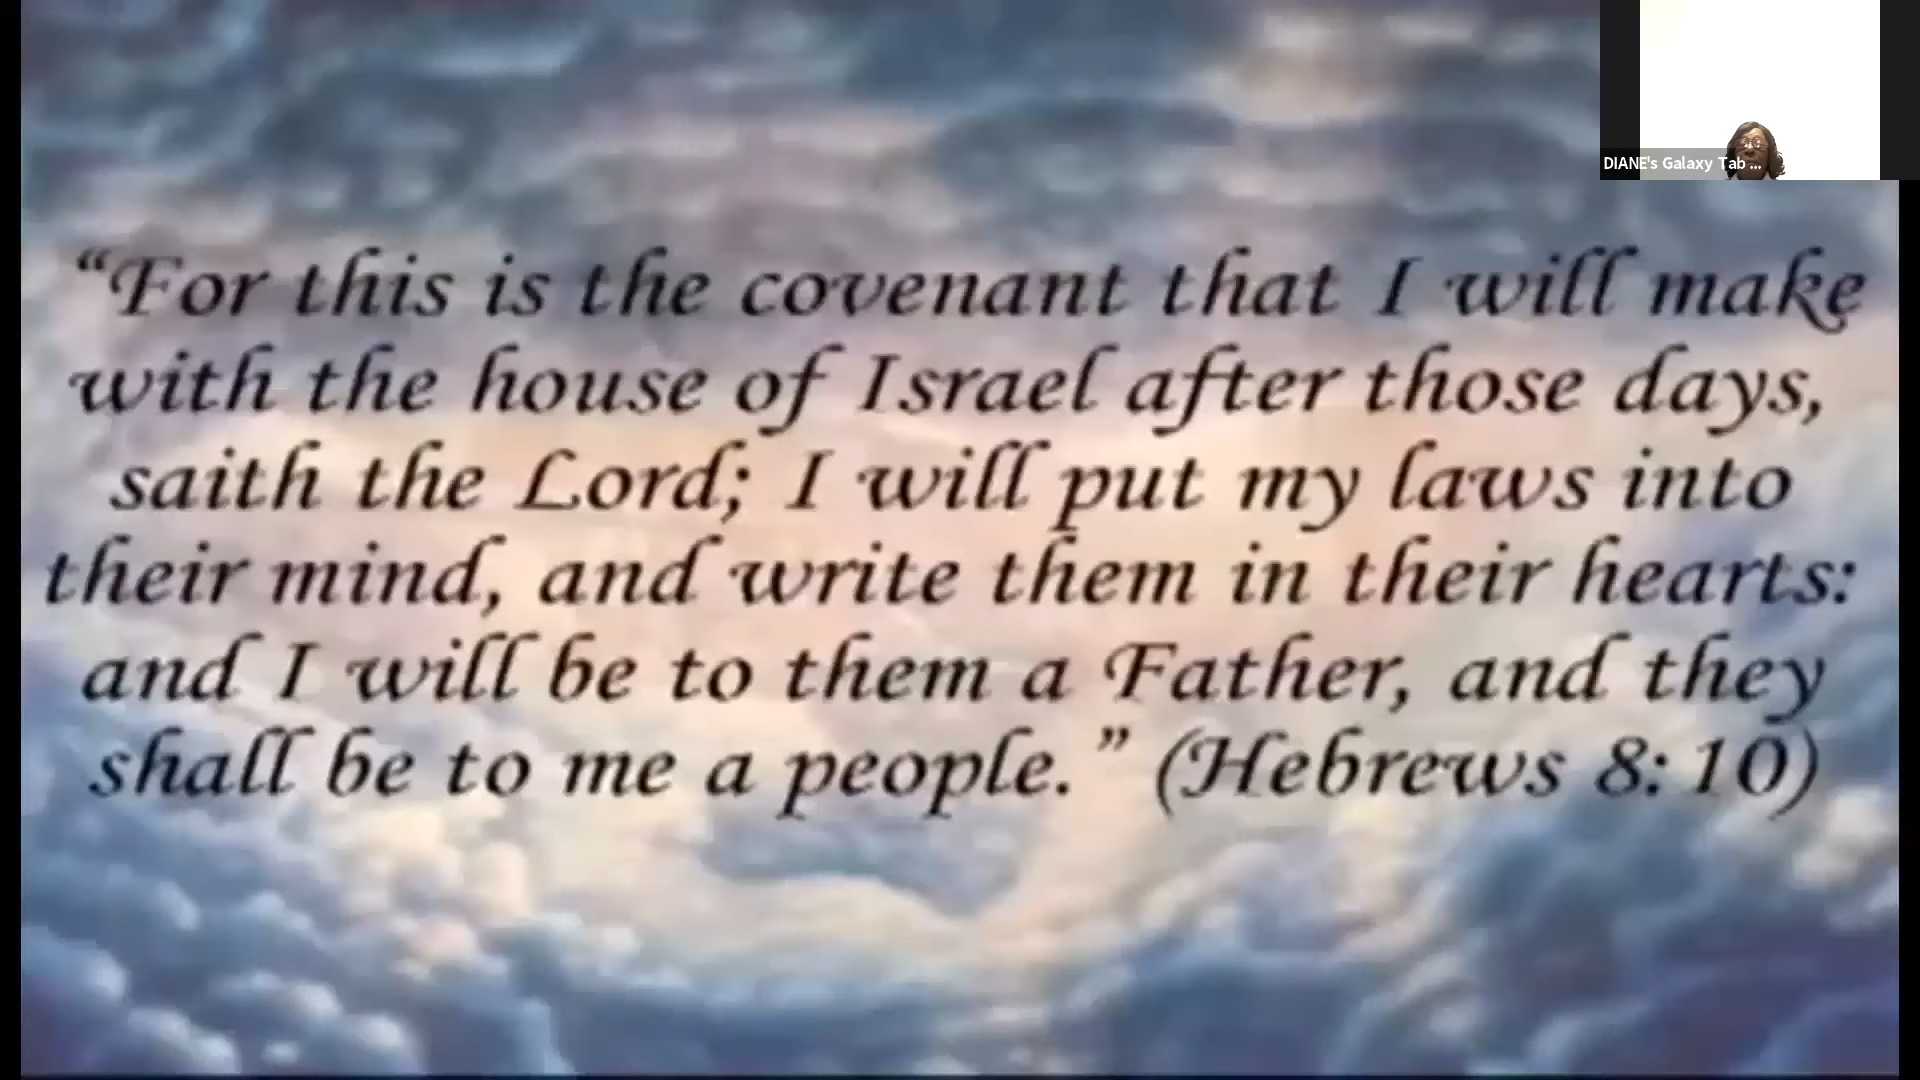 DIANE's Galaxy Tab ...
“For this is the covenant that I will make
with the house of Israel after those days,
saith the Lord; I will put my laws into
their mind, and write them in their hearts:
and I will be to them a Father, and they
shall be to me a people.” (Hebrews 8:10)